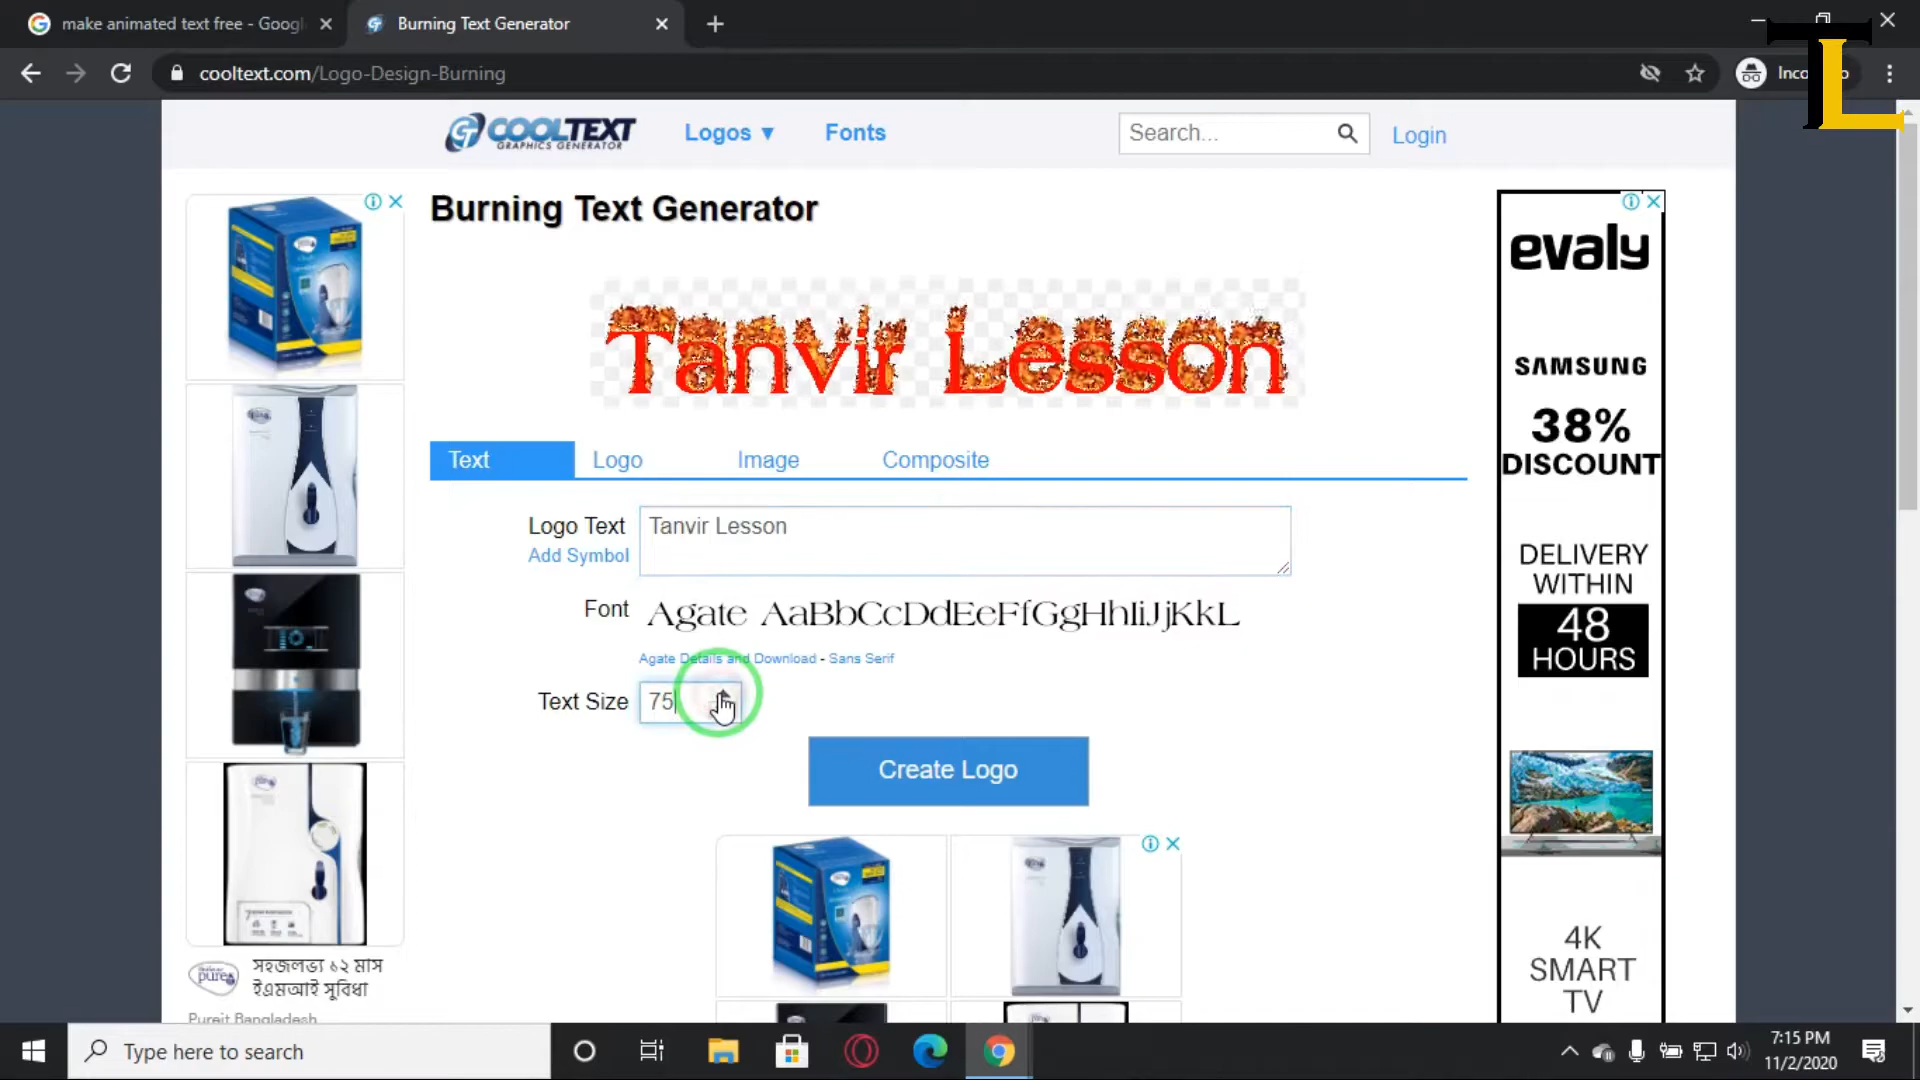 make animated text free - Googl
Burning Text Generator
cooltext.com/Logo-Design-Burning
TL
COOLTEXT
GRAPHICS GENERATOR
Logos ▼
Fonts
Search...
Login
Burning Text Generator
Tanvir Lesson
Text
Logo
Image
Composite
Logo Text
Tanvir Lesson
Add Symbol
Font
Agate AaBbCcDdEeFfGgHhIiJjKkL
Agate Details and Download - Sans Serif
Text Size
75
Create Logo
evaly
SAMSUNG
38%
DISCOUNT
DELIVERY
WITHIN
48
HOURS
4K
SMART
TV
pureit
সহজলভ্য ৬২ মাস
ইএমআই সুবিধা
Pureit Bangladesh
Type here to search
7:15 PM
11/2/2020